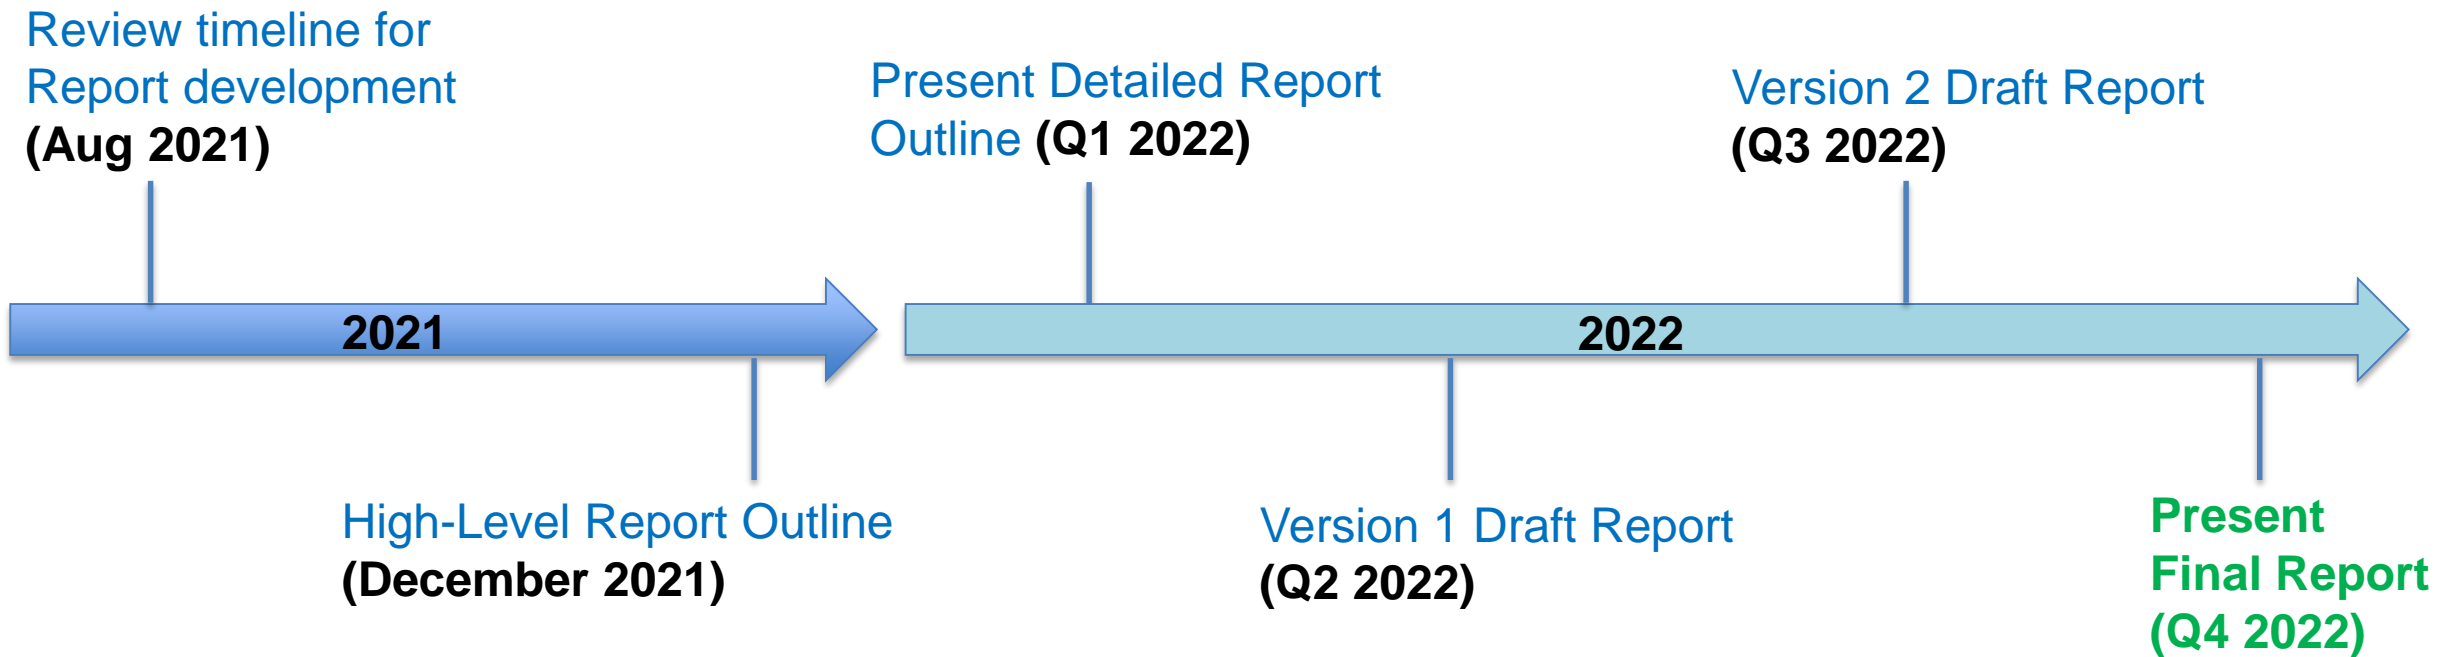 Review timeline for
Report development
(Aug 2021)
Present Detailed Report
Outline (Q1 2022)
Version 2 Draft Report
(Q3 2022)
2021
2022
High-Level Report Outline
(December 2021)
Version 1 Draft Report
(Q2 2022)
Present
Final Report
(Q4 2022)